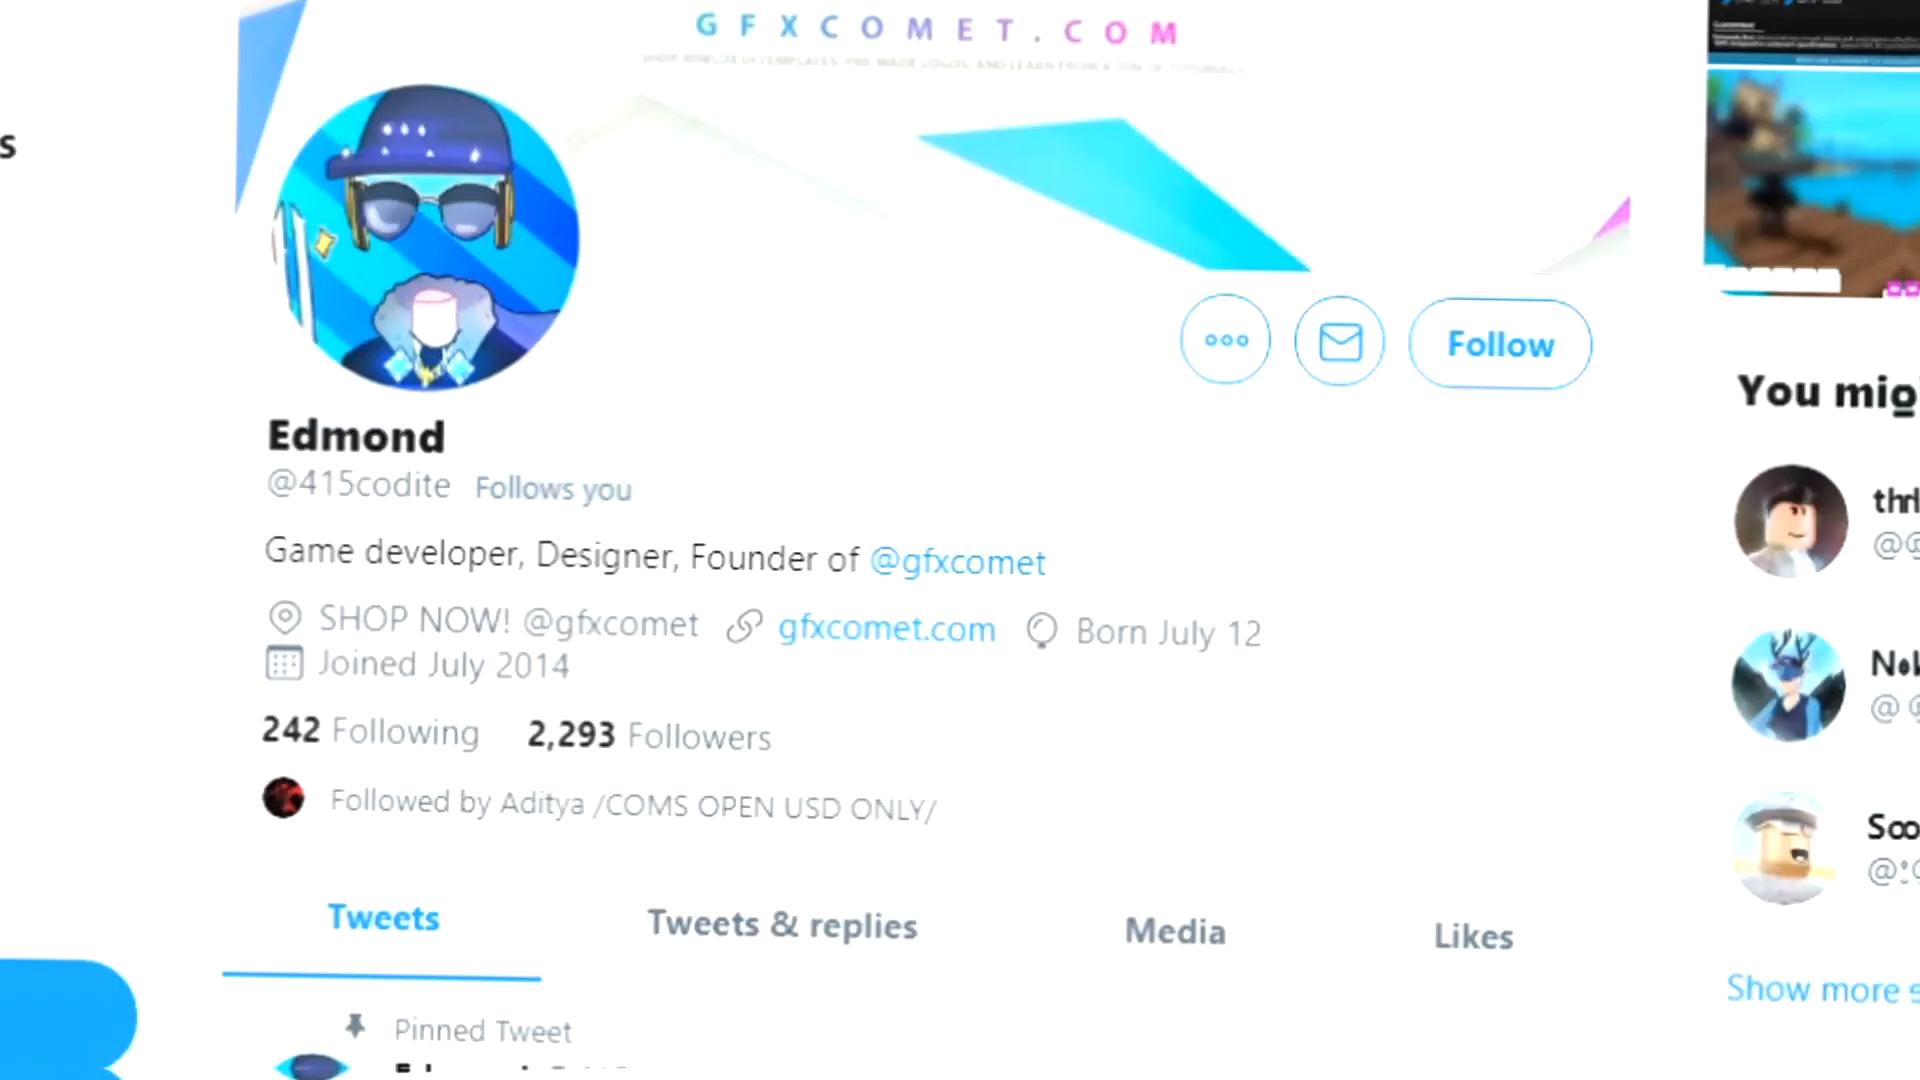 GFXCOMET.COM
s
Edmond
@415codite Follows you
Game developer, Designer, Founder of @gfxcomet
SHOP NOW! @gfxcomet gfxcomet.com Born July 12
Joined July 2014
242 Following 2,293 Followers
Followed by Aditya /COMS OPEN USD ONLY/
Follow
Tweets Tweets & replies Media Likes
Pinned Tweet
You mig
Show more s